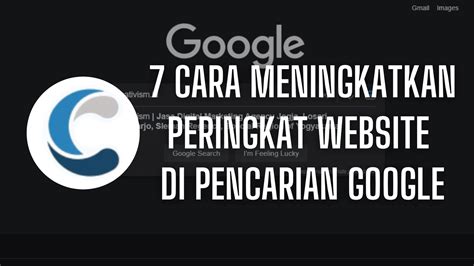 Gmail Images
Google
7 CARA MENINGKATKAN
PERINGKAT WEBSITE
DI PENCARIAN GOOGLE
Google Search I'm Feeling Lucky